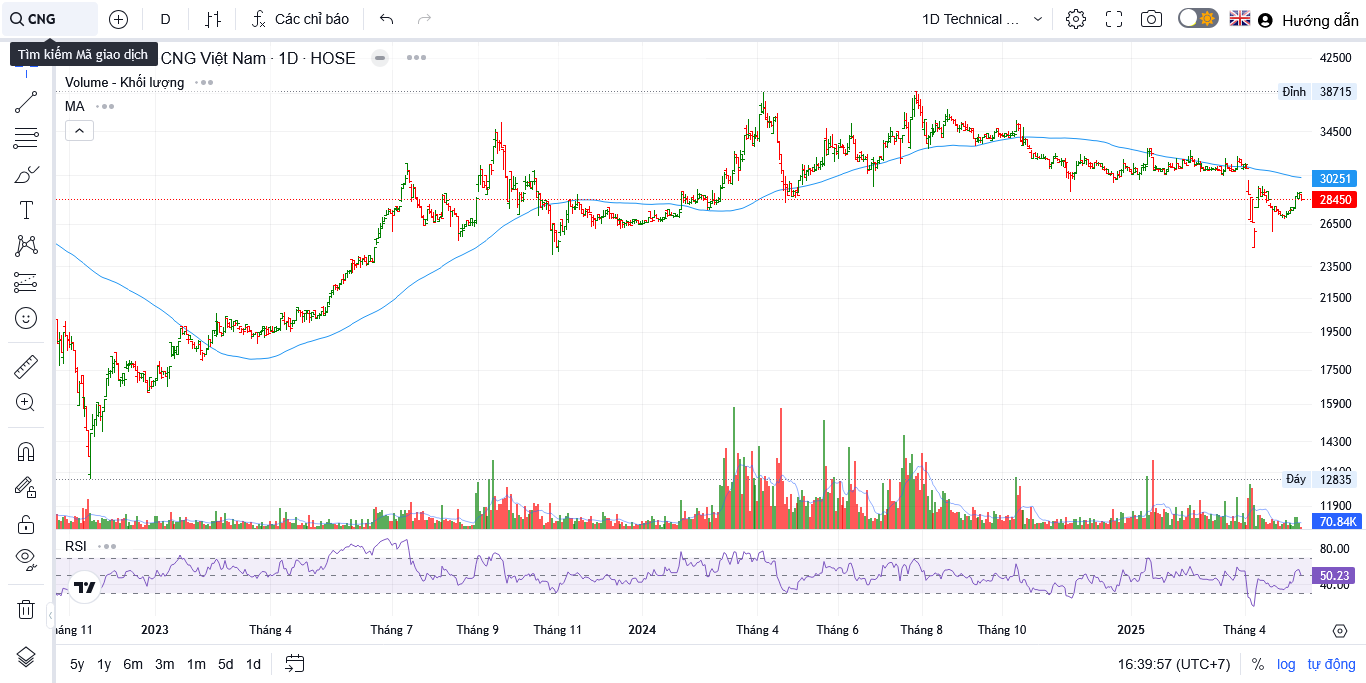 CNG
D
Các chỉ báo
1D Technical ...
Hướng dẫn
Tìm kiếm Mã giao dịch
CNG Việt Nam · 1D · HOSE
Volume - Khối lượng
MA
42500
Đỉnh 38715
34500
30251
28450
26500
23500
21500
19500
17500
15900
14300
Đáy 12835
11900
70.84K
RSI
80.00
50.23
40.00
2023 Tháng 4 Tháng 7 Tháng 9 Tháng 11 2024 Tháng 4 Tháng 6 Tháng 8 Tháng 10 2025 Tháng 4
5y 1y 6m 3m 1m 5d 1d
16:39:57 (UTC+7) % log tự động